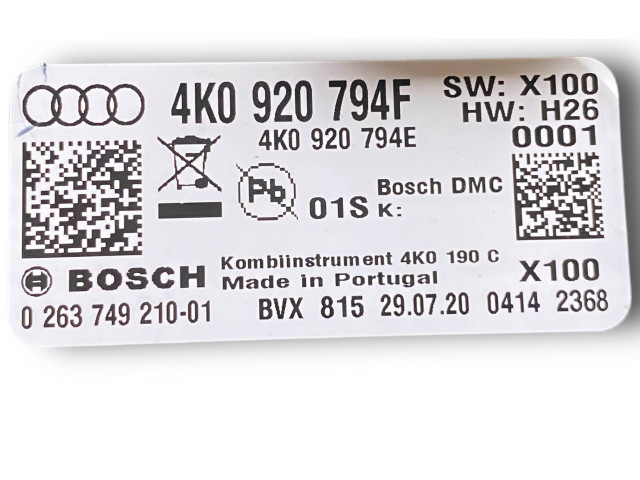 4K0 920 794F SW: X100
HW: H26
4K0 920 794E 0001
Pb 01S Bosch DMC
K:
BOSCH Kombiinstrument 4K0 190 C X100
Made in Portugal
0 263 749 210-01 BVX 815 29.07.20 0414 2368